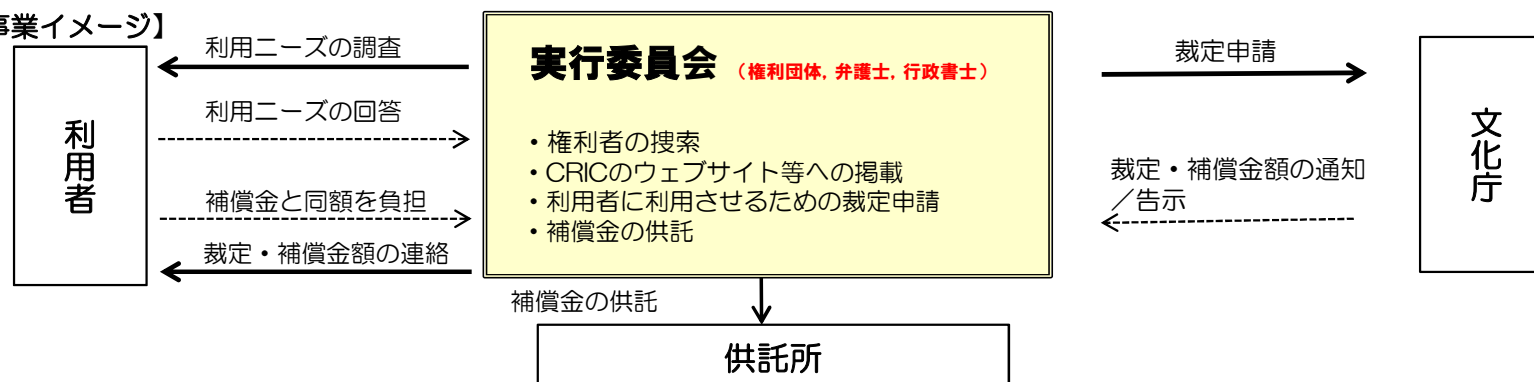 事業イメージ】
利用者
利用ニーズの調査
利用ニーズの回答
補償金と同額を負担
裁定・補償金額の連絡
実行委員会（権利団体，弁護士，行政書士）
・権利者の捜索
・CRICのウェブサイト等への掲載
・利用者に利用させるための裁定申請
・補償金の供託
裁定申請
裁定・補償金額の通知
／告示
文化庁
補償金の供託
供託所